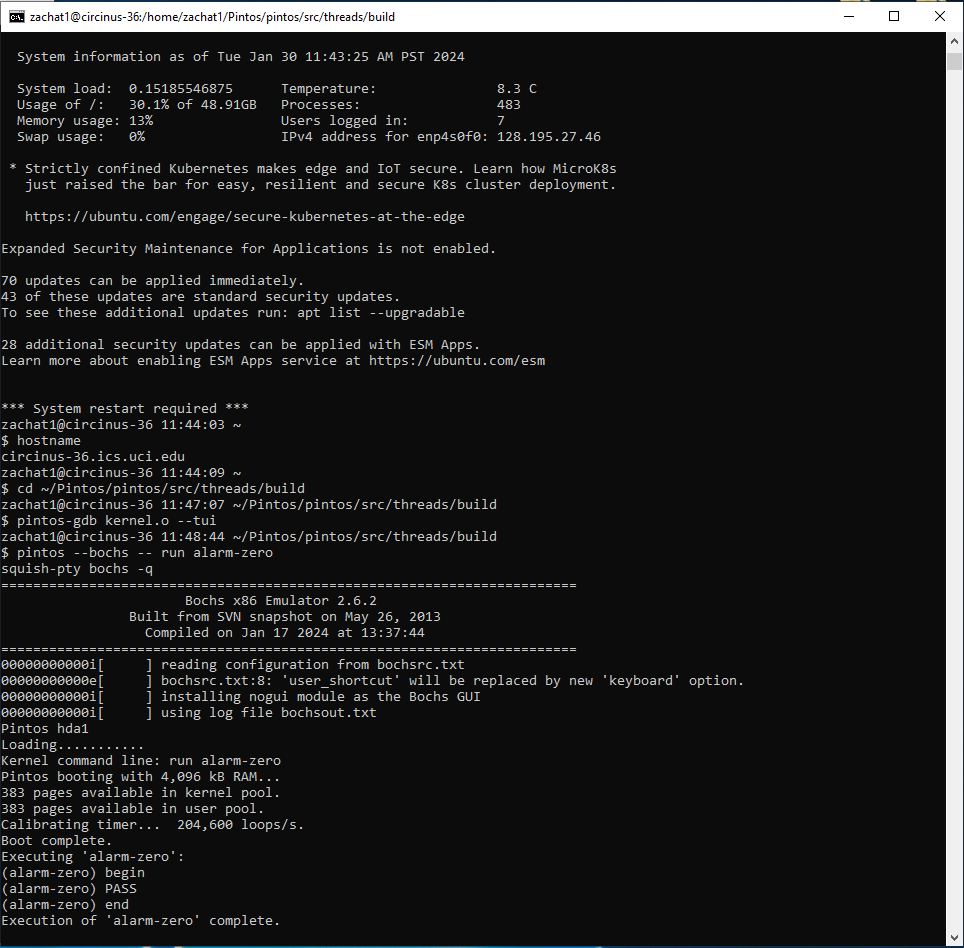 zachat1@circinus-36:/home/zachat1/Pintos/pintos/src/threads/build
System information as of Tue Jan 30 11:43:25 AM PST 2024
System load:  0.15185546875      Temperature:               8.3 C
Usage of /:   30.1% of 48.91GB   Processes:                 483
Memory usage: 13%                Users logged in:           7
Swap usage:   0%                 IPv4 address for enp4s0f0: 128.195.27.46
* Strictly confined Kubernetes makes edge and IoT secure. Learn how MicroK8s
just raised the bar for easy, resilient and secure K8s cluster deployment.
https://ubuntu.com/engage/secure-kubernetes-at-the-edge
Expanded Security Maintenance for Applications is not enabled.
70 updates can be applied immediately.
43 of these updates are standard security updates.
To see these additional updates run: apt list --upgradable
28 additional security updates can be applied with ESM Apps.
Learn more about enabling ESM Apps service at https://ubuntu.com/esm
*** System restart required ***
zachat1@circinus-36 11:44:03 ~
$ hostname
circinus-36.ics.uci.edu
zachat1@circinus-36 11:44:09 ~
$ cd ~/Pintos/pintos/src/threads/build
zachat1@circinus-36 11:47:07 ~/Pintos/pintos/src/threads/build
$ pintos-gdb kernel.o --tui
zachat1@circinus-36 11:48:44 ~/Pintos/pintos/src/threads/build
$ pintos --bochs -- run alarm-zero
squish-pty bochs -q
========================================================================
Bochs x86 Emulator 2.6.2
Built from SVN snapshot on May 26, 2013
Compiled on Jan 17 2024 at 13:37:44
========================================================================
00000000000i[     ] reading configuration from bochsrc.txt
00000000000e[     ] bochsrc.txt:8: 'user_shortcut' will be replaced by new 'keyboard' option.
00000000000i[     ] installing nogui module as the Bochs GUI
00000000000i[     ] using log file bochsout.txt
Pintos hda1
Loading...........
Kernel command line: run alarm-zero
Pintos booting with 4,096 kB RAM...
383 pages available in kernel pool.
383 pages available in user pool.
Calibrating timer...  204,600 loops/s.
Boot complete.
Executing 'alarm-zero':
(alarm-zero) begin
(alarm-zero) PASS
(alarm-zero) end
Execution of 'alarm-zero' complete.